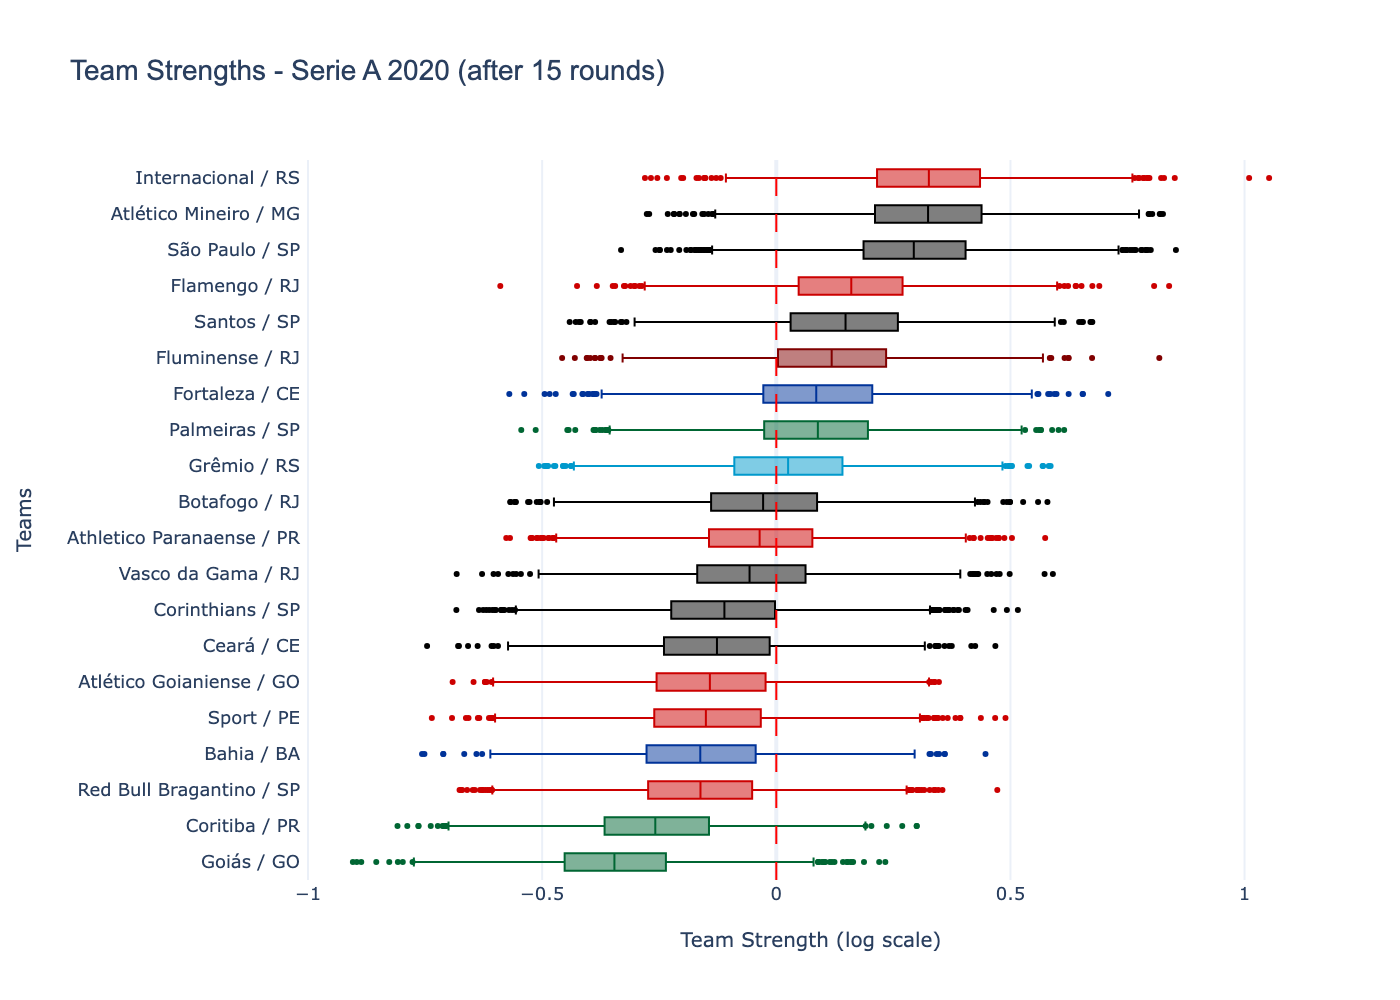 Team Strengths - Serie A 2020 (after 15 rounds)
Internacional / RS
Atlético Mineiro / MG
São Paulo / SP
Flamengo / RJ
Santos / SP
Fluminense / RJ
Fortaleza / CE
Palmeiras / SP
Grêmio / RS
Botafogo / RJ
Athletico Paranaense / PR
Vasco da Gama / RJ
Corinthians / SP
Ceará / CE
Atlético Goianiense / GO
Sport / PE
Bahia / BA
Red Bull Bragantino / SP
Coritiba / PR
Goiás / GO
Teams
−1 −0.5 0 0.5 1
Team Strength (log scale)